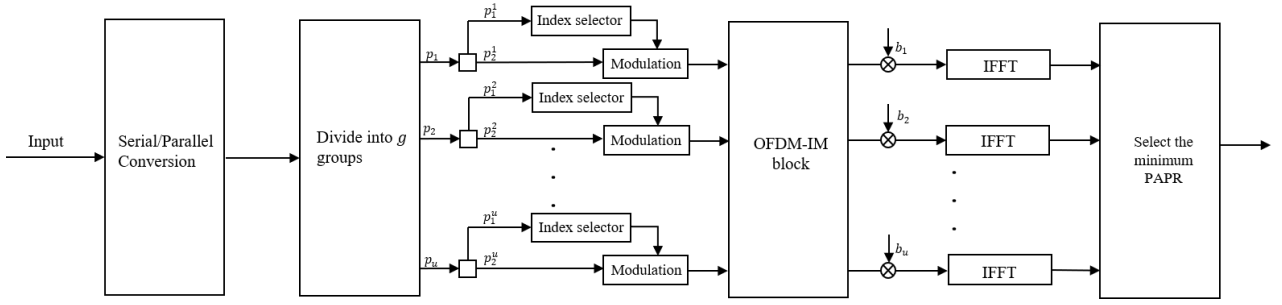 Input
Serial/Parallel
Conversion
Divide into g
groups
p₁
p₁¹
p₂¹
Index selector
Modulation
p₂
p₁²
p₂²
Index selector
Modulation
pᵤ
p₁ᵘ
p₂ᵘ
Index selector
Modulation
OFDM-IM
block
b₁
IFFT
b₂
IFFT
bᵤ
IFFT
Select the
minimum
PAPR